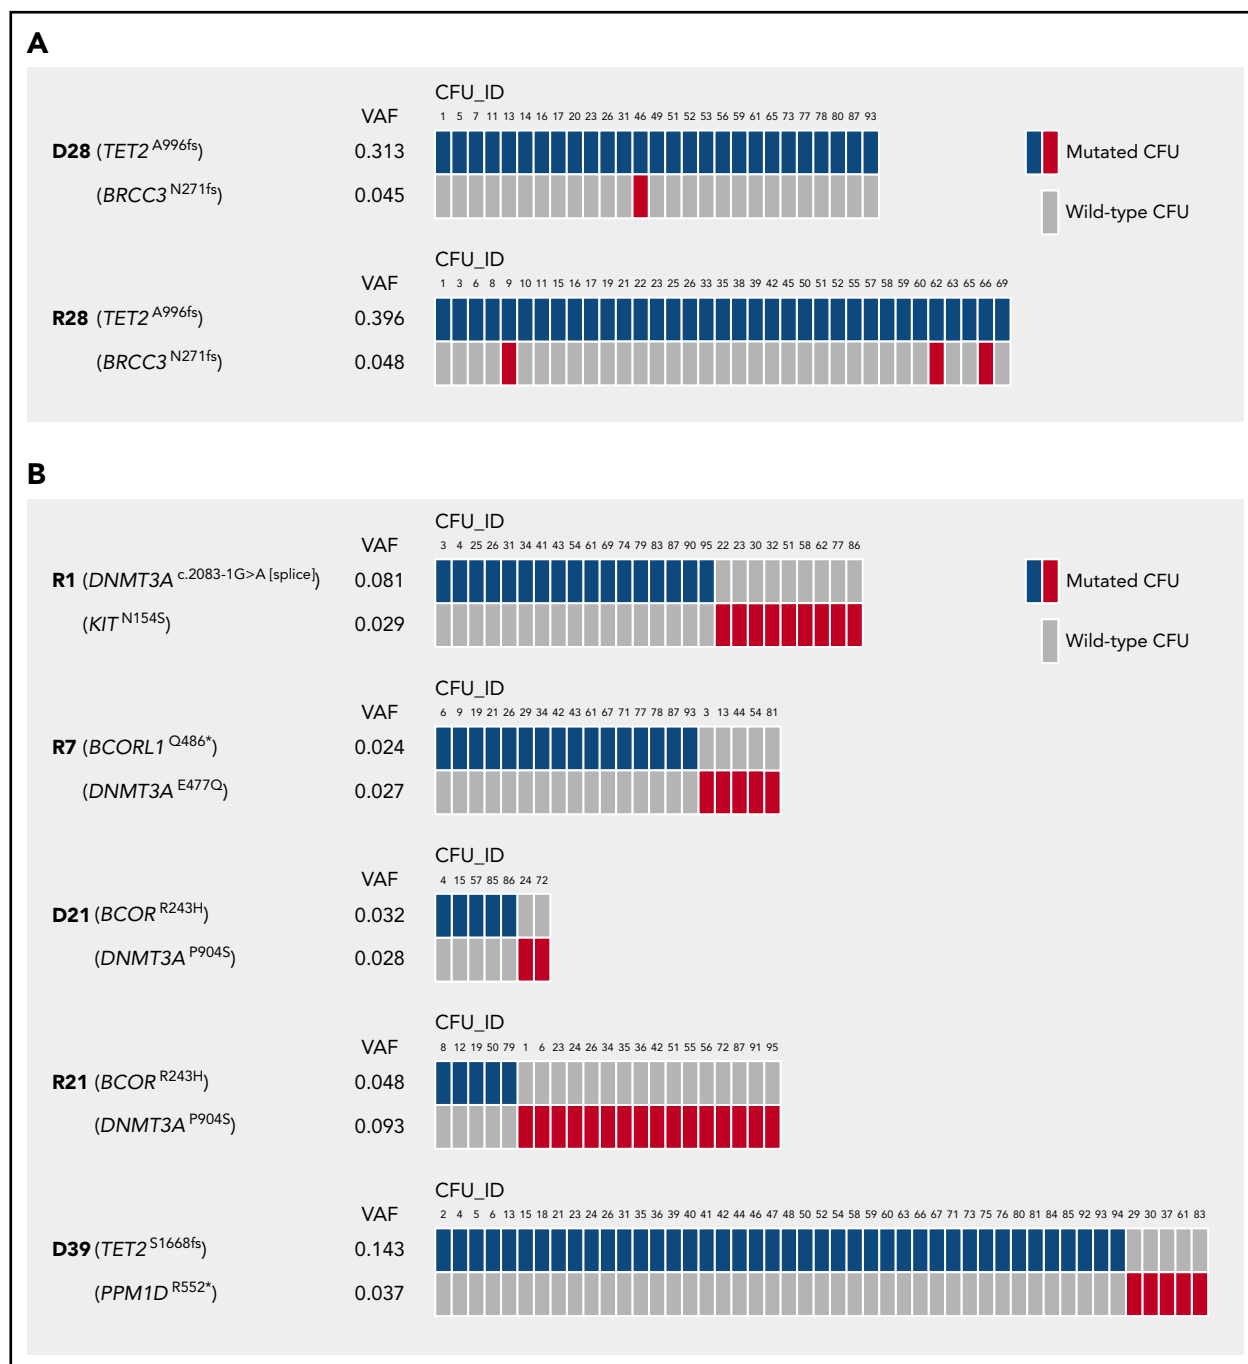 A
CFU_ID
VAF 1 5 7 11 13 14 16 17 20 23 26 31 46 49 51 52 53 56 59 61 65 73 77 78 80 87 93
D28 (TET2 A996fs) 0.313
(BRCC3 N271fs) 0.045
Mutated CFU
Wild-type CFU
CFU_ID
VAF 1 3 6 8 9 10 11 15 16 17 19 21 22 23 25 26 33 35 38 39 42 45 50 51 52 55 57 58 59 60 62 63 65 66 69
R28 (TET2 A996fs) 0.396
(BRCC3 N271fs) 0.048
B
CFU_ID
VAF 3 4 25 26 31 34 41 43 54 61 69 74 79 83 87 90 95 22 23 30 32 51 58 62 77 86
R1 (DNMT3A c.2083-1G>A [splice]) 0.081
(KIT N154S) 0.029
Mutated CFU
Wild-type CFU
CFU_ID
VAF 6 9 19 21 26 29 34 42 43 61 67 71 77 78 87 93 3 13 44 54 81
R7 (BCORL1 Q486*) 0.024
(DNMT3A E477Q) 0.027
CFU_ID
VAF 4 15 57 85 86 24 72
D21 (BCOR R243H) 0.032
(DNMT3A P904S) 0.028
CFU_ID
VAF 8 12 19 50 79 1 6 23 24 26 34 35 36 42 51 55 56 72 87 91 95
R21 (BCOR R243H) 0.048
(DNMT3A P904S) 0.093
CFU_ID
VAF 2 4 5 6 13 15 18 21 23 24 26 31 35 36 39 40 41 42 44 46 47 48 50 52 54 58 59 60 63 66 67 71 73 75 76 80 81 84 85 92 93 94 29 30 37 61 83
D39 (TET2 S1668fs) 0.143
(PPM1D R552*) 0.037